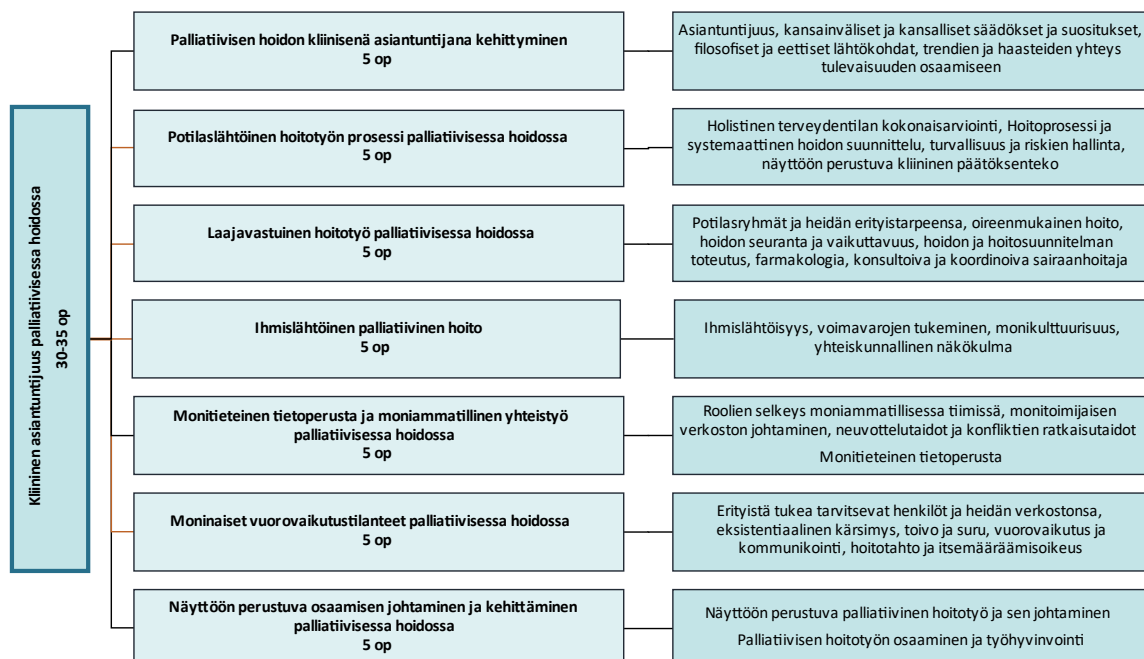 Kliininen asiantuntijuus palliatiivisessa hoidossa
30-35 op
Palliatiivisen hoidon kliinisenä asiantuntijana kehittyminen
5 op
Asiantuntijuus, kansainväliset ja kansalliset säädökset ja suositukset,
filosofiset ja eettiset lähtökohdat, trendien ja haasteiden yhteys
tulevaisuuden osaamiseen
Potilaslähtöinen hoitotyön prosessi palliatiivisessa hoidossa
5 op
Holistinen terveydentilan kokonaisarviointi, Hoitoprosessi ja
systemaattinen hoidon suunnittelu, turvallisuus ja riskien hallinta,
näyttöön perustuva kliininen päätöksenteko
Laajavastuinen hoitotyö palliatiivisessa hoidossa
5 op
Potilasryhmät ja heidän erityistarpeensa, oireenmukainen hoito,
hoidon seuranta ja vaikuttavuus, hoidon ja hoitosuunnitelman
toteutus, farmakologia, konsultoiva ja koordinoiva sairaanhoitaja
Ihmislähtöinen palliatiivinen hoito
5 op
Ihmislähtöisyys, voimavarojen tukeminen, monikulttuurisuus,
yhteiskunnallinen näkökulma
Monitieteinen tietoperusta ja moniammatillinen yhteistyö
palliatiivisessa hoidossa
5 op
Roolien selkeys moniammatillisessa tiimissä, monitoimijaisen
verkoston johtaminen, neuvottelutaidot ja konfliktien ratkaisutaidot
Monitieteinen tietoperusta
Moninaiset vuorovaikutustilanteet palliatiivisessa hoidossa
5 op
Erityistä tukea tarvitsevat henkilöt ja heidän verkostonsa,
eksistentiaalinen kärsimys, toivo ja suru, vuorovaikutus ja
kommunikointi, hoitotahto ja itsemääräämisoikeus
Näyttöön perustuva osaamisen johtaminen ja kehittäminen
palliatiivisessa hoidossa
5 op
Näyttöön perustuva palliatiivinen hoitotyö ja sen johtaminen
Palliatiivisen hoitotyön osaaminen ja työhyvinvointi